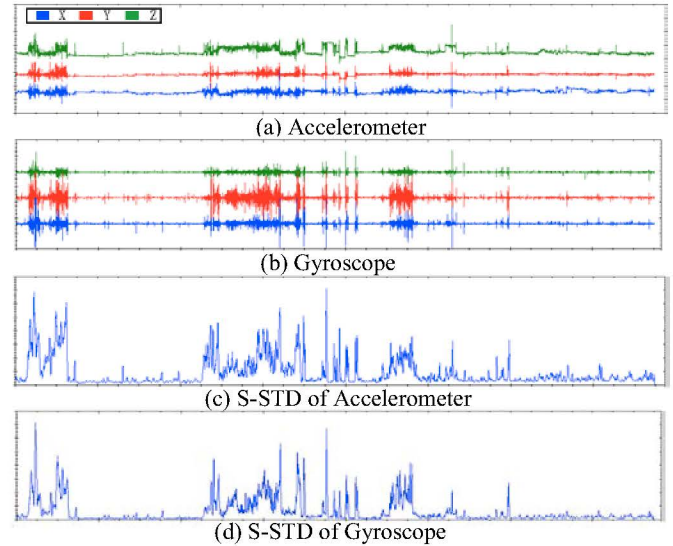 X Y Z
(a) Accelerometer
(b) Gyroscope
(c) S-STD of Accelerometer
(d) S-STD of Gyroscope